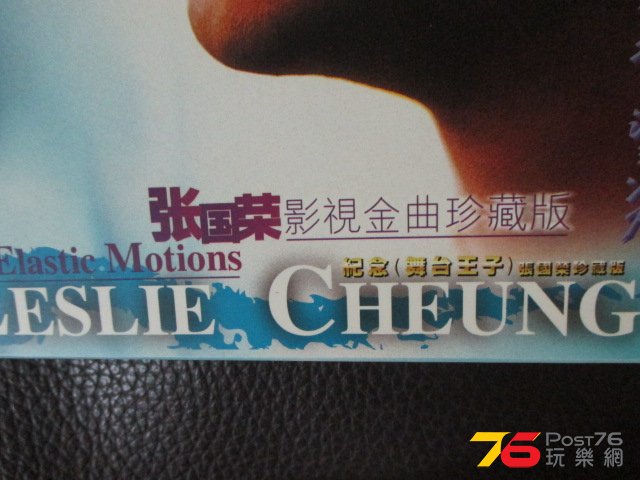 张国荣影視金曲珍藏版
Elastic Motions
紀念(舞台王子)張國榮珍藏版
LESLIE CHEUNG
76 POST76
玩樂網